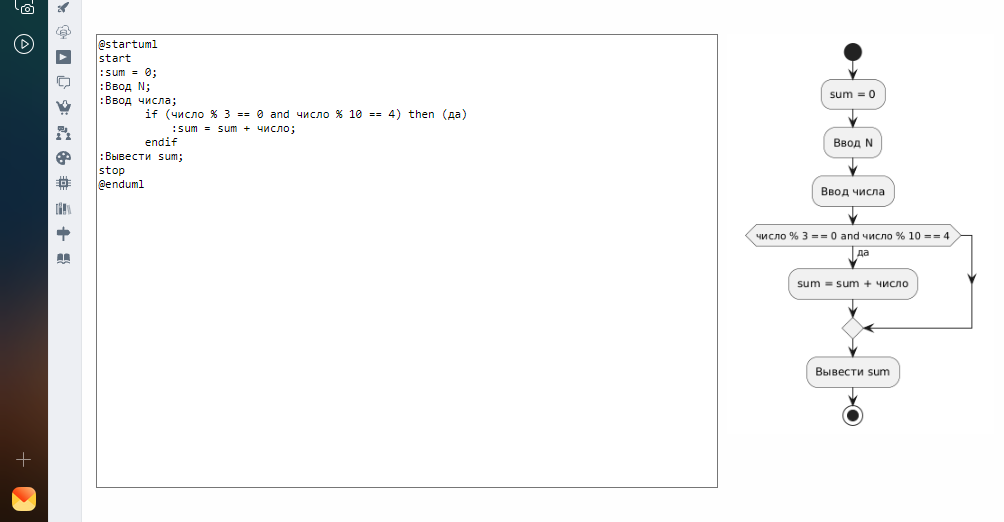 @startuml
start
:sum = 0;
:Ввод N;
:Ввод числа;
if (число % 3 == 0 and число % 10 == 4) then (да)
:sum = sum + число;
endif
:Вывести sum;
stop
@enduml
sum = 0
Ввод N
Ввод числа
число % 3 == 0 and число % 10 == 4
да
sum = sum + число
Вывести sum